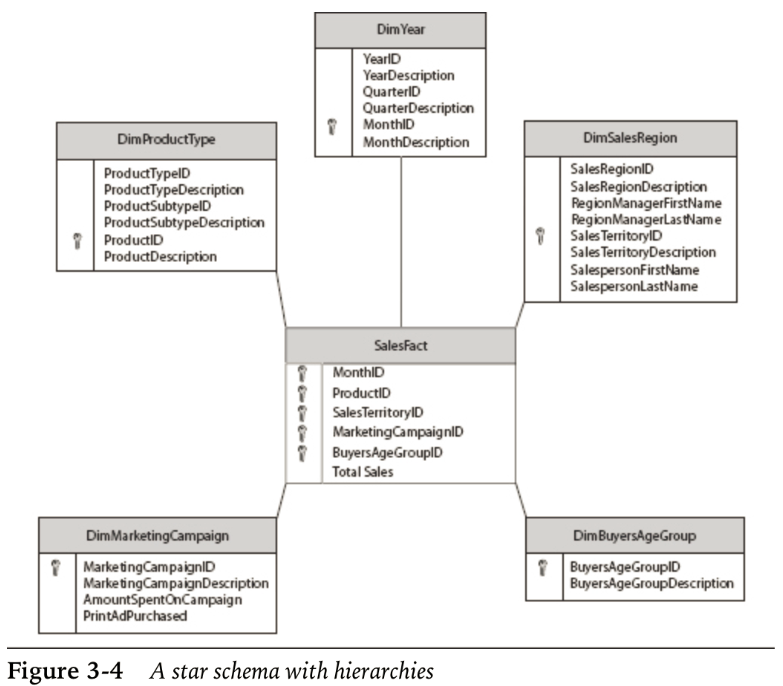 DimYear
YearID
YearDescription
QuarterID
QuarterDescription
MonthID
MonthDescription
DimProductType
ProductTypeID
ProductTypeDescription
ProductSubtypeID
ProductSubtypeDescription
ProductID
ProductDescription
DimSalesRegion
SalesRegionID
SalesRegionDescription
RegionManagerFirstName
RegionManagerLastName
SalesTerritoryID
SalesTerritoryDescription
SalespersonFirstName
SalespersonLastName
SalesFact
MonthID
ProductID
SalesTerritoryID
MarketingCampaignID
BuyersAgeGroupID
Total Sales
DimMarketingCampaign
MarketingCampaignID
MarketingCampaignDescription
AmountSpentOnCampaign
PrintAdPurchased
DimBuyersAgeGroup
BuyersAgeGroupID
BuyersAgeGroupDescription
Figure 3-4 A star schema with hierarchies